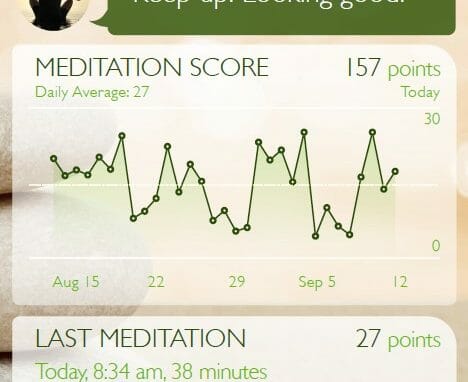 Keep up! Looking good!
MEDITATION SCORE 157 points
Daily Average: 27 Today
30
0
Aug 15 22 29 Sep 5 12
LAST MEDITATION 27 points
Today, 8:34 am, 38 minutes